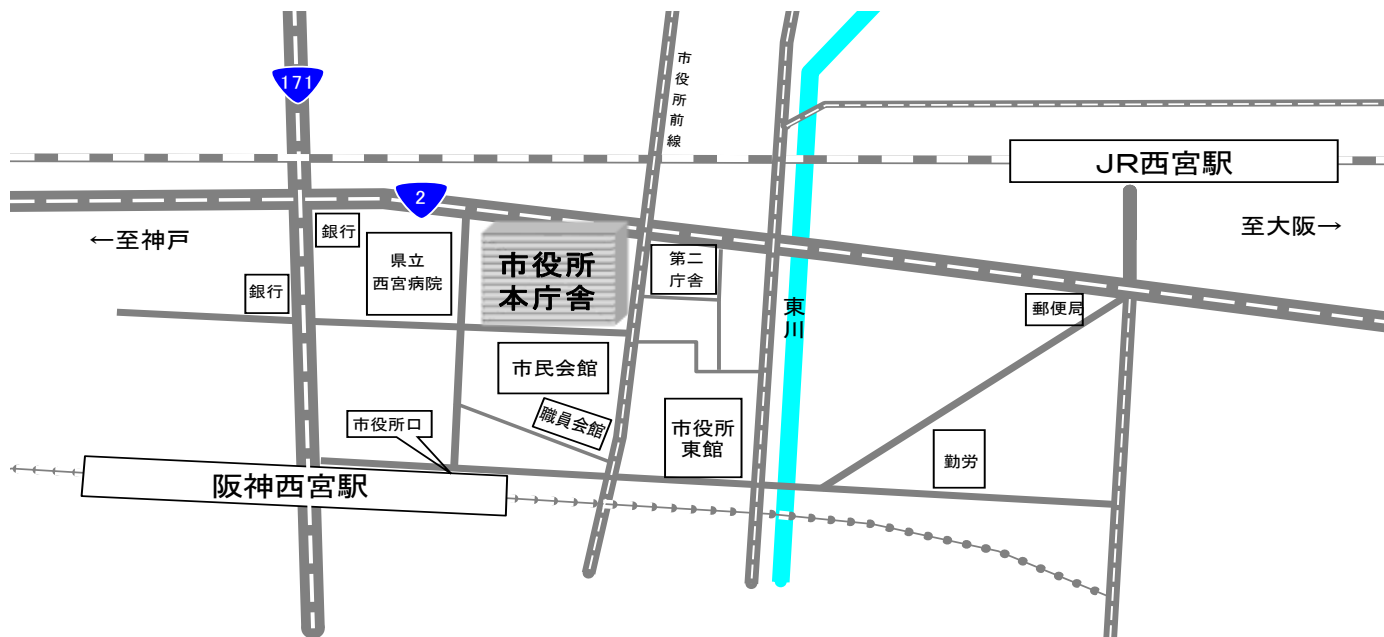 171
市役所前線
JR西宮駅
2
銀行
←至神戸
至大阪→
県立
西宮病院
市役所
本庁舎
第二
庁舎
銀行
東川
郵便局
市民会館
職員会館
市役所口
市役所
東館
勤労
阪神西宮駅